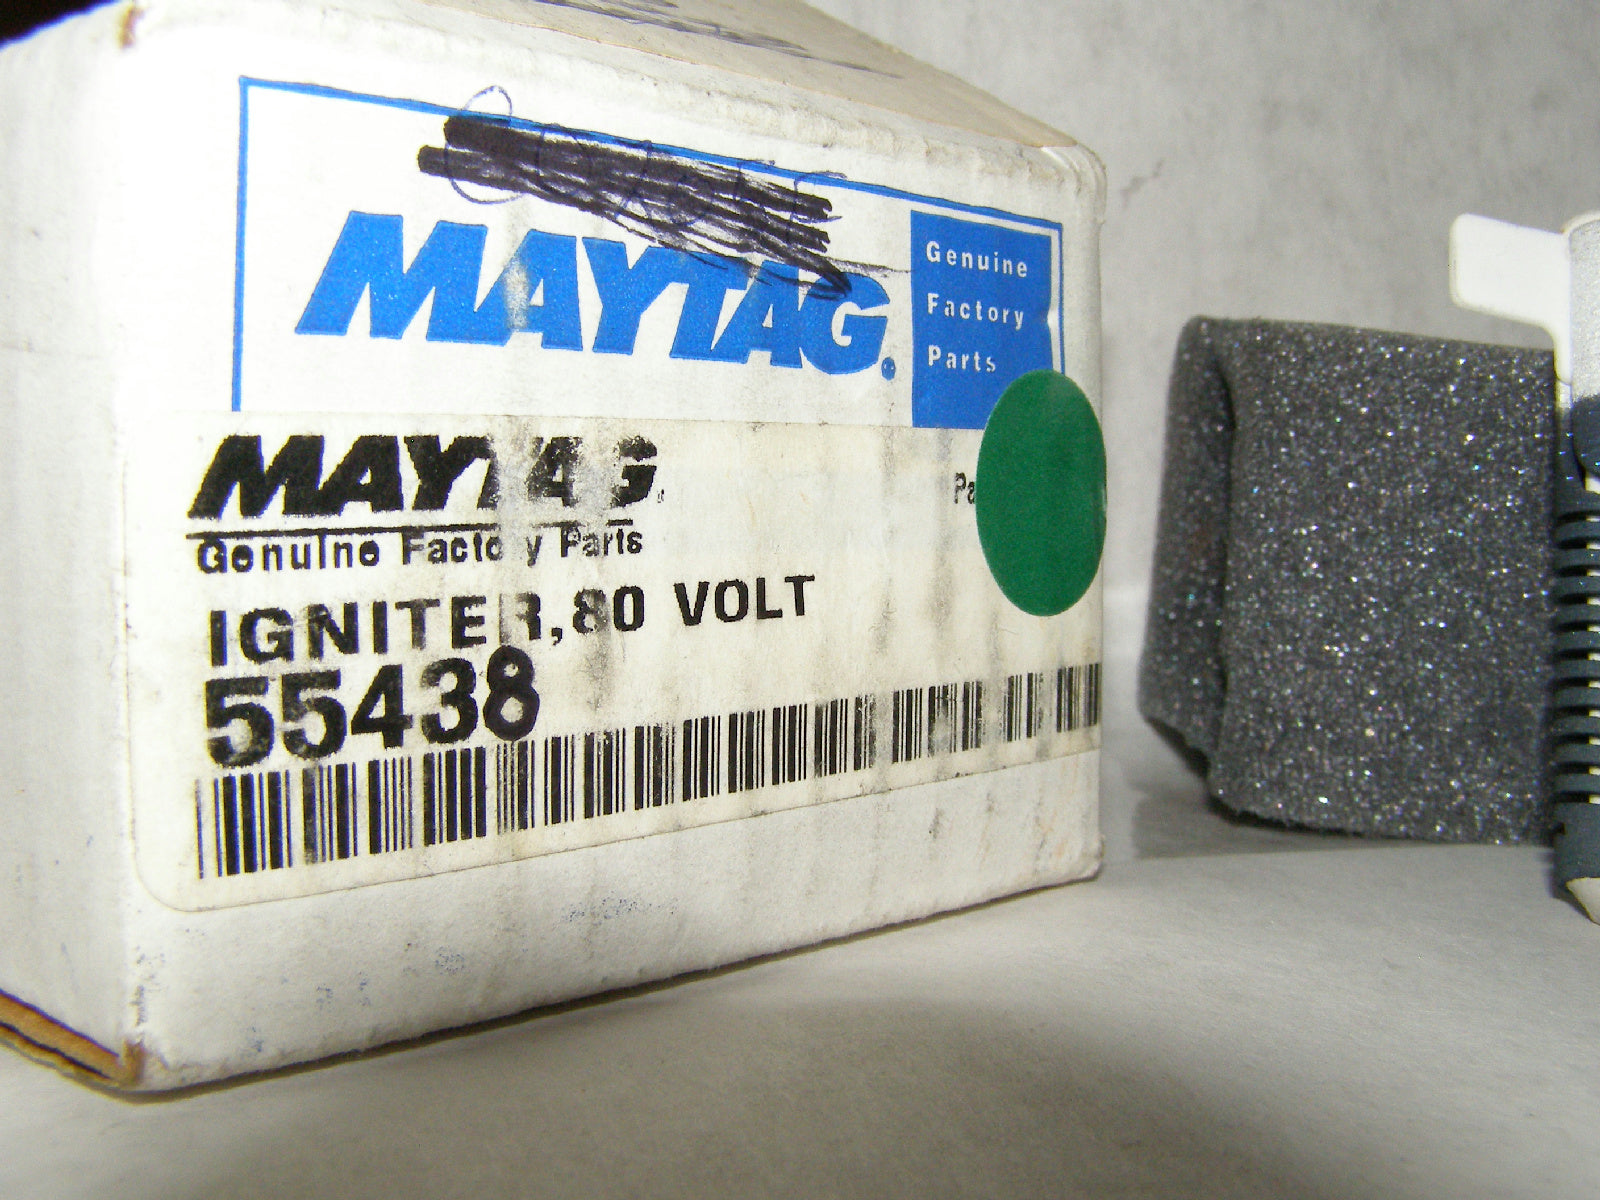 MAYTAG.
Genuine
Factory
Parts
MAYTAG.
Genuine Factory Parts
IGNITER,80 VOLT
55438